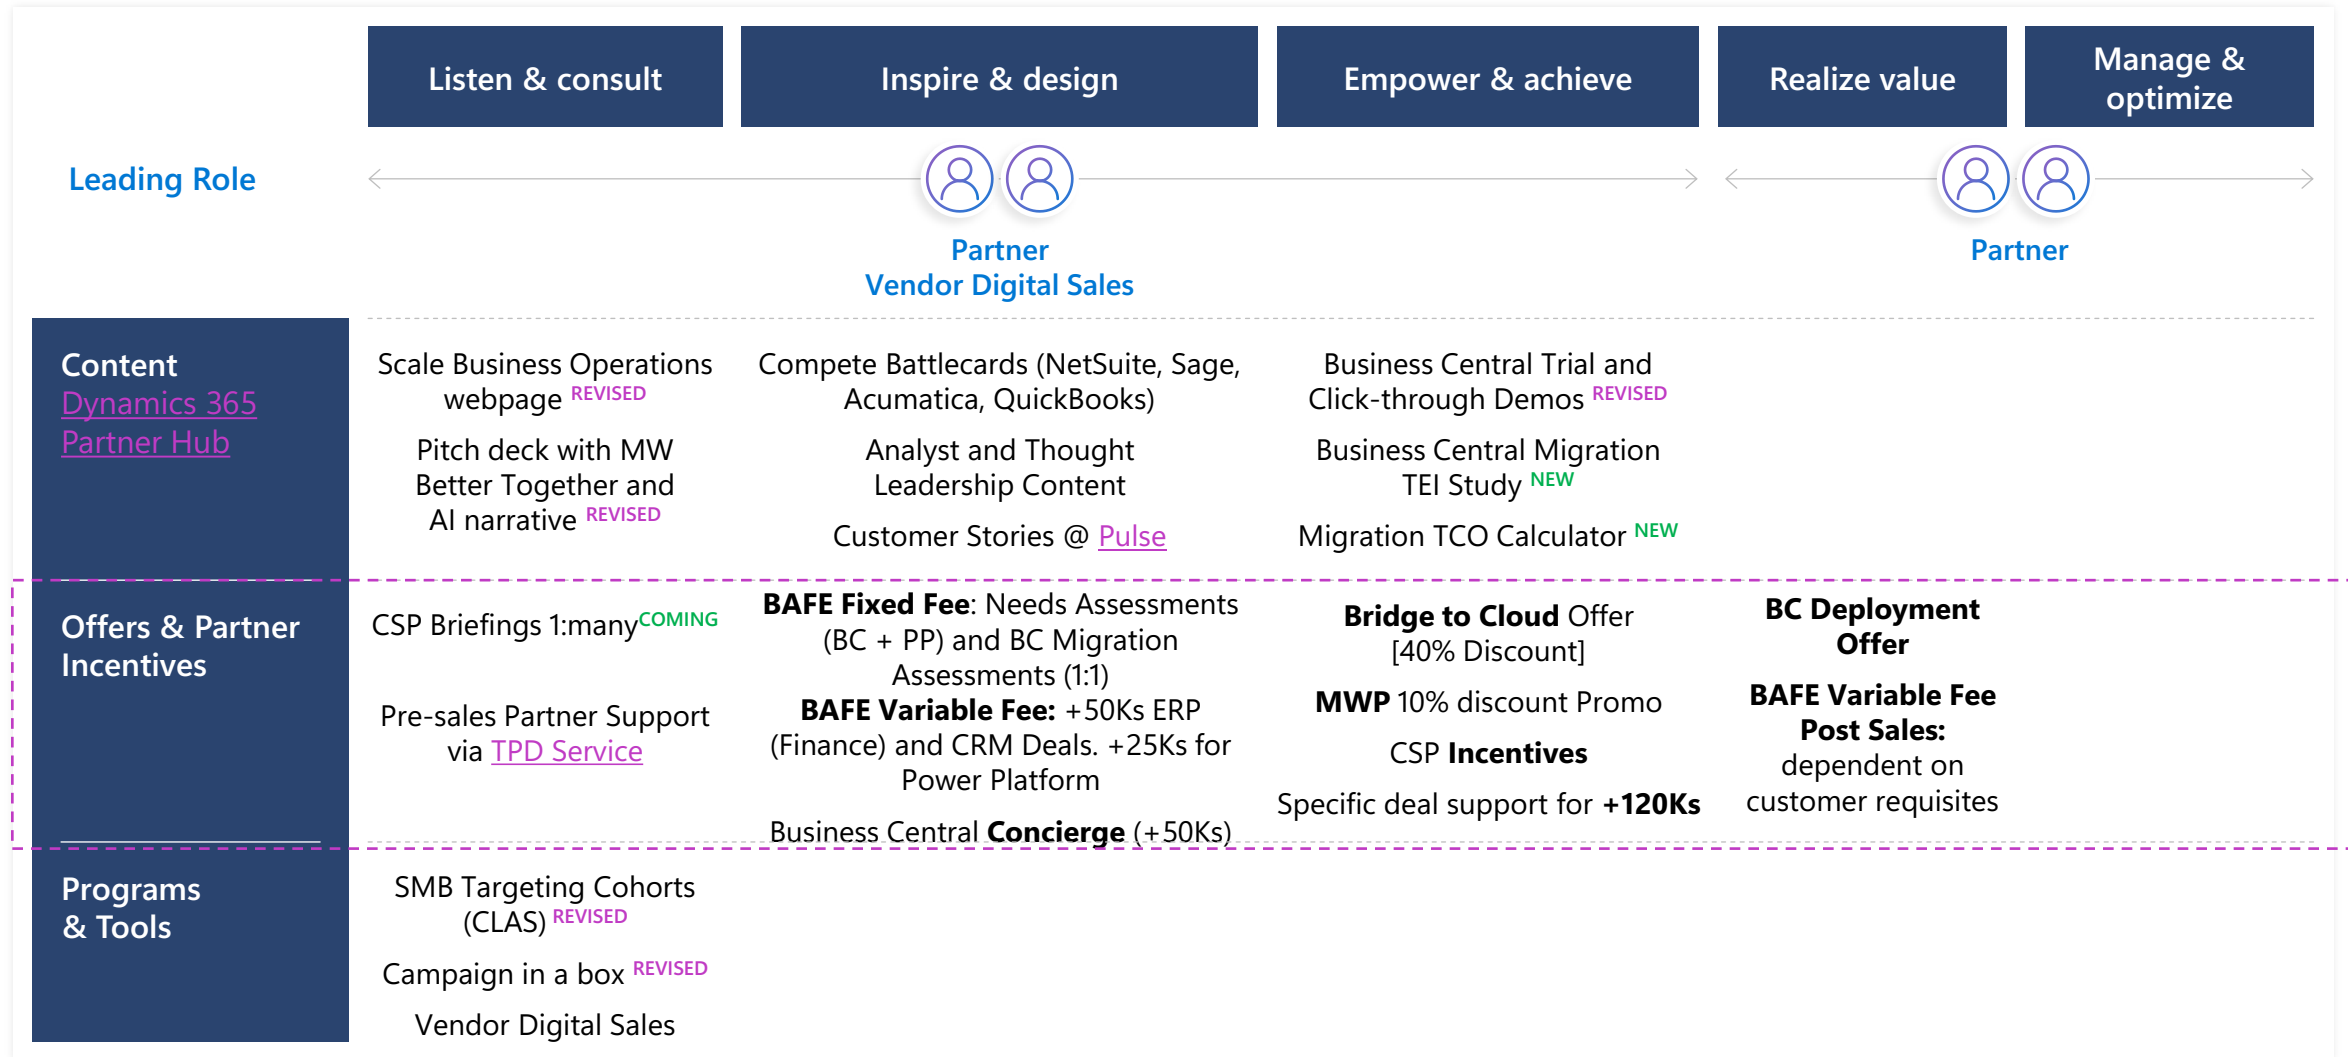 Listen & consult
Inspire & design
Empower & achieve
Realize value
Manage &
optimize
Leading Role
Partner
Vendor Digital Sales
Partner
Content
Dynamics 365
Partner Hub
Scale Business Operations
webpage REVISED
Pitch deck with MW
Better Together and
AI narrative REVISED
Compete Battlecards (NetSuite, Sage,
Acumatica, QuickBooks)
Analyst and Thought
Leadership Content
Customer Stories @ Pulse
Business Central Trial and
Click-through Demos REVISED
Business Central Migration
TEI Study NEW
Migration TCO Calculator NEW
Offers & Partner
Incentives
CSP Briefings 1:many COMING
Pre-sales Partner Support
via TPD Service
BAFE Fixed Fee: Needs Assessments
(BC + PP) and BC Migration
Assessments (1:1)
BAFE Variable Fee: +50Ks ERP
(Finance) and CRM Deals. +25Ks for
Power Platform
Business Central Concierge (+50Ks)
Bridge to Cloud Offer
[40% Discount]
MWP 10% discount Promo
CSP Incentives
Specific deal support for +120Ks
BC Deployment
Offer
BAFE Variable Fee
Post Sales:
dependent on
customer requisites
Programs
& Tools
SMB Targeting Cohorts
(CLAS) REVISED
Campaign in a box REVISED
Vendor Digital Sales